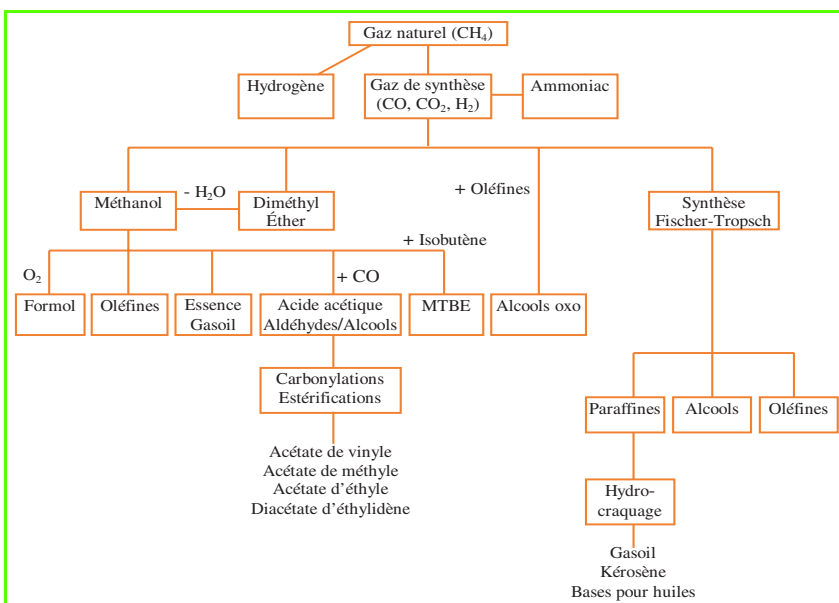 Gaz naturel (CH₄)
Hydrogène
Gaz de synthèse
(CO, CO₂, H₂)
Ammoniac
Méthanol
- H₂O
Diméthyl
Éther
+ Oléfines
Synthèse
Fischer-Tropsch
+ Isobutène
O₂
+ CO
Formol
Oléfines
Essence
Gasoil
Acide acétique
Aldéhydes/Alcools
MTBE
Alcools oxo
Carbonylations
Estérifications
Paraffines
Alcools
Oléfines
Acétate de vinyle
Acétate de méthyle
Acétate d’éthyle
Diacétate d’éthylidène
Hydro-
craquage
Gasoil
Kérosène
Bases pour huiles